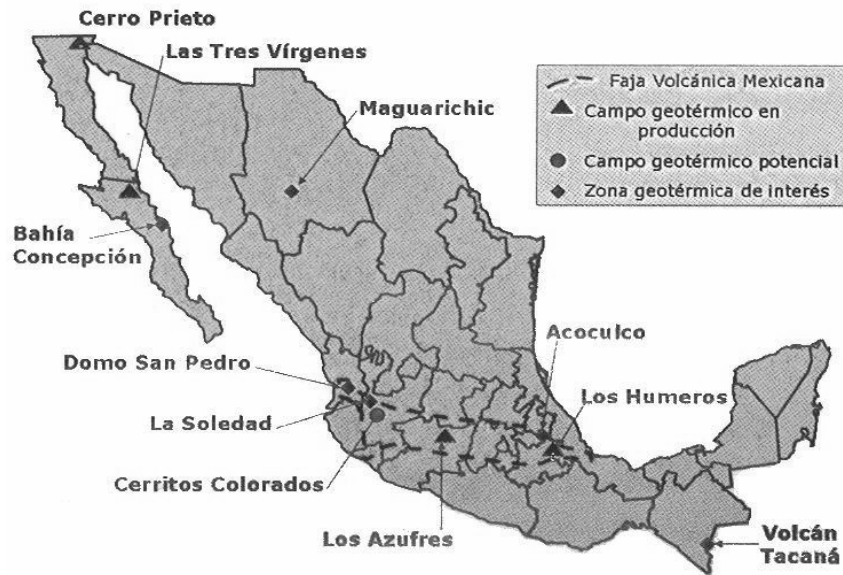 Cerro Prieto
Las Tres Vírgenes
Maguarichic
Faja Volcánica Mexicana
Campo geotérmico en
producción
Campo geotérmico potencial
Zona geotérmica de interés
Bahía
Concepción
Domo San Pedro
Acoculco
Los Humeros
La Soledad
Cerritos Colorados
Los Azufres
Volcán
Tacaná